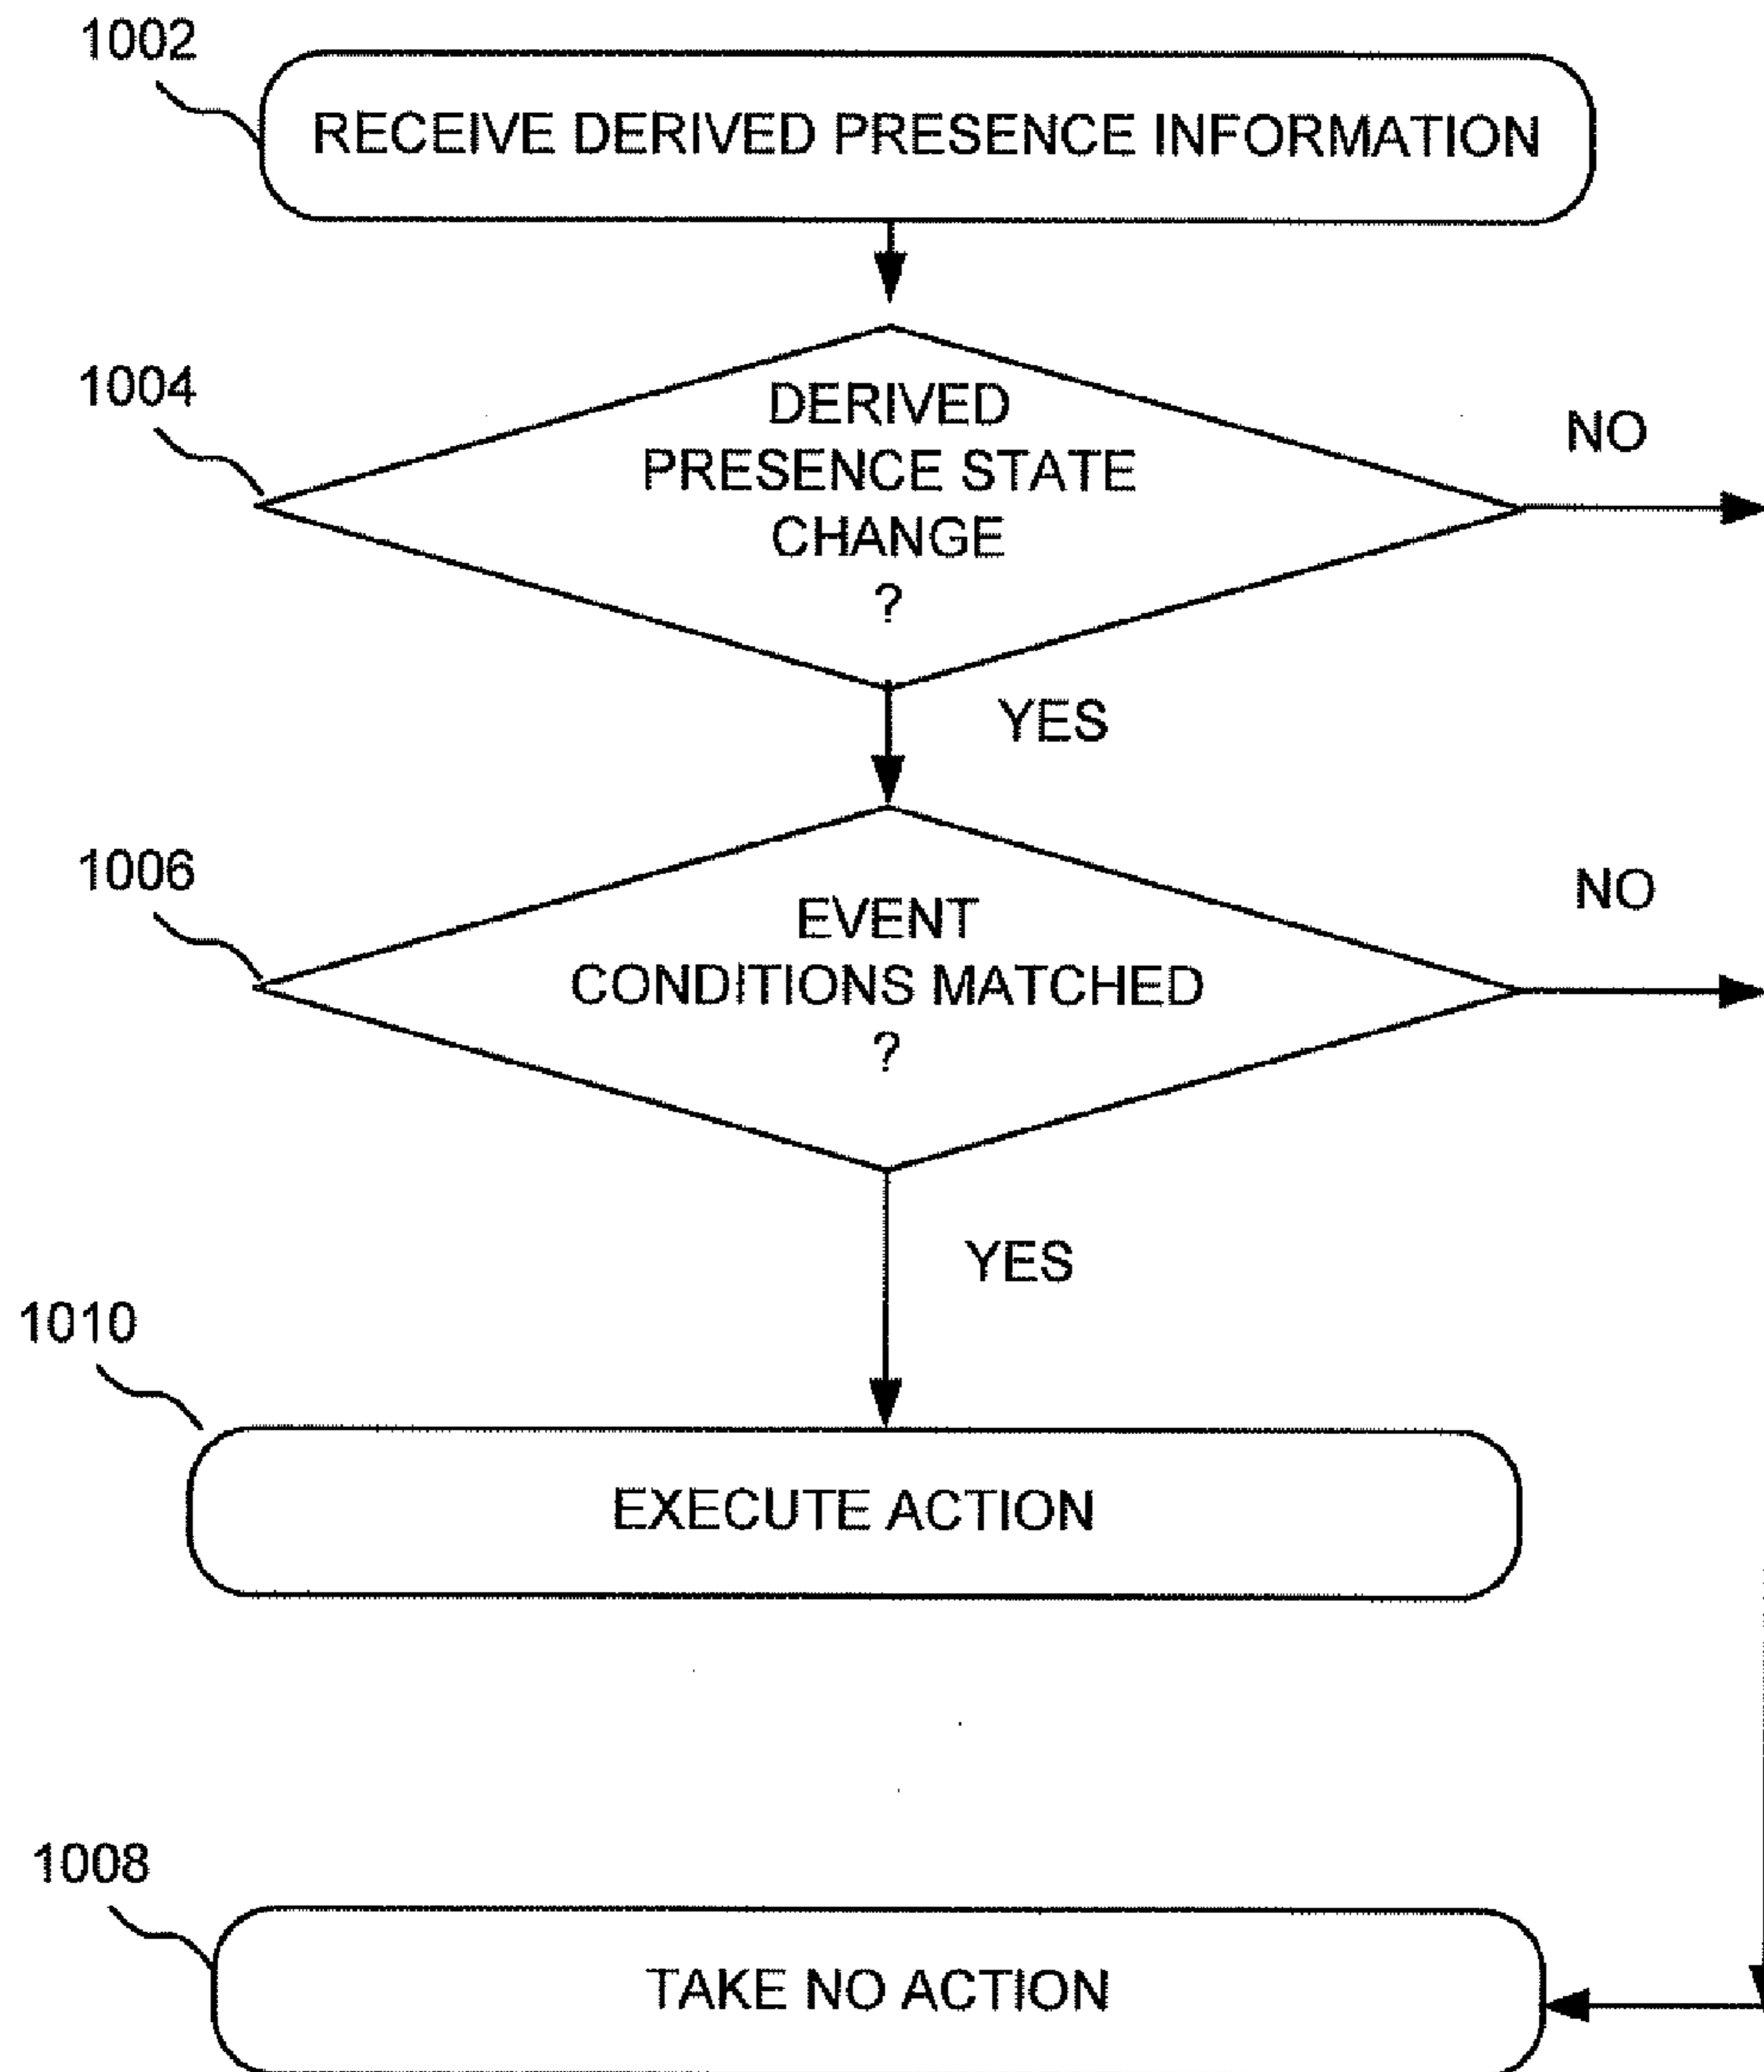 1002
RECEIVE DERIVED PRESENCE INFORMATION
1004
DERIVED
PRESENCE STATE
CHANGE
?
NO
YES
1006
EVENT
CONDITIONS MATCHED
?
NO
YES
1010
EXECUTE ACTION
1008
TAKE NO ACTION